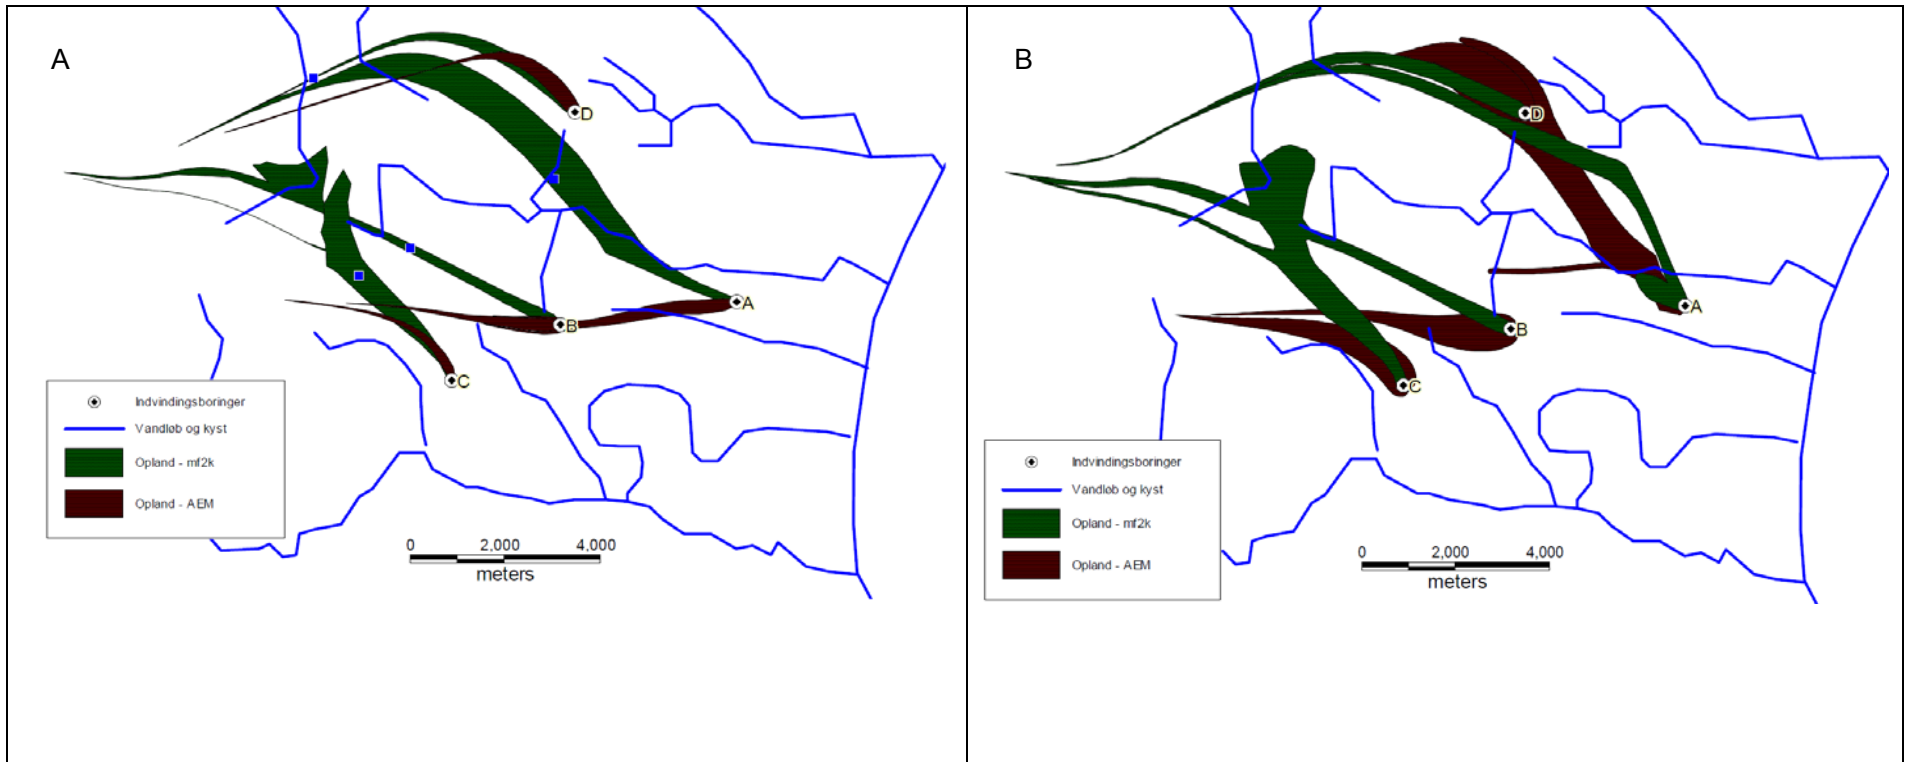 A
D
A
B
C
Indvindingsboringer
Vandløb og kyst
Opland - mf2k
Opland - AEM
0 2,000 4,000
meters
B
D
A
B
C
Indvindingsboringer
Vandløb og kyst
Opland - mf2k
Opland - AEM
0 2,000 4,000
meters